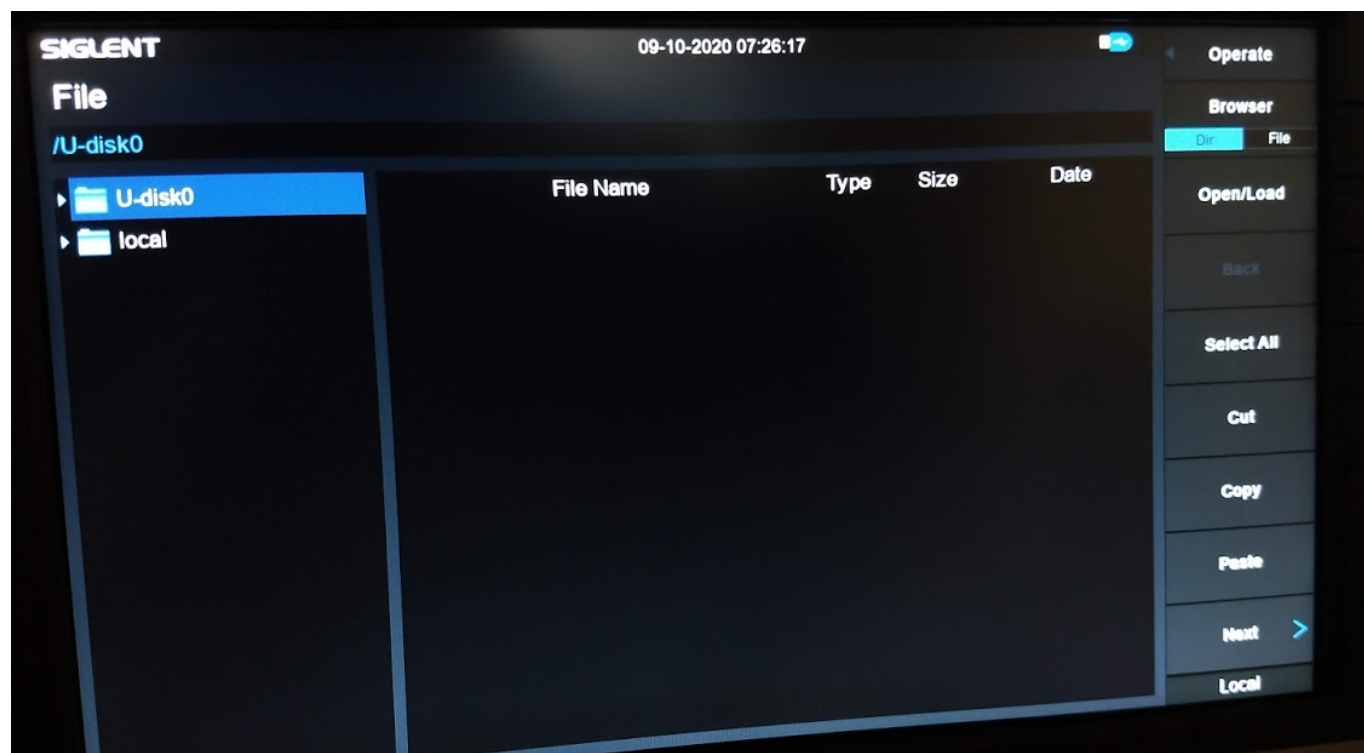 SIGLENT
09-10-2020 07:26:17
File
/U-disk0
U-disk0
local
File Name Type Size Date
Operate
Browser
Dir File
Open/Load
Back
Select All
Cut
Copy
Paste
Next >
Local